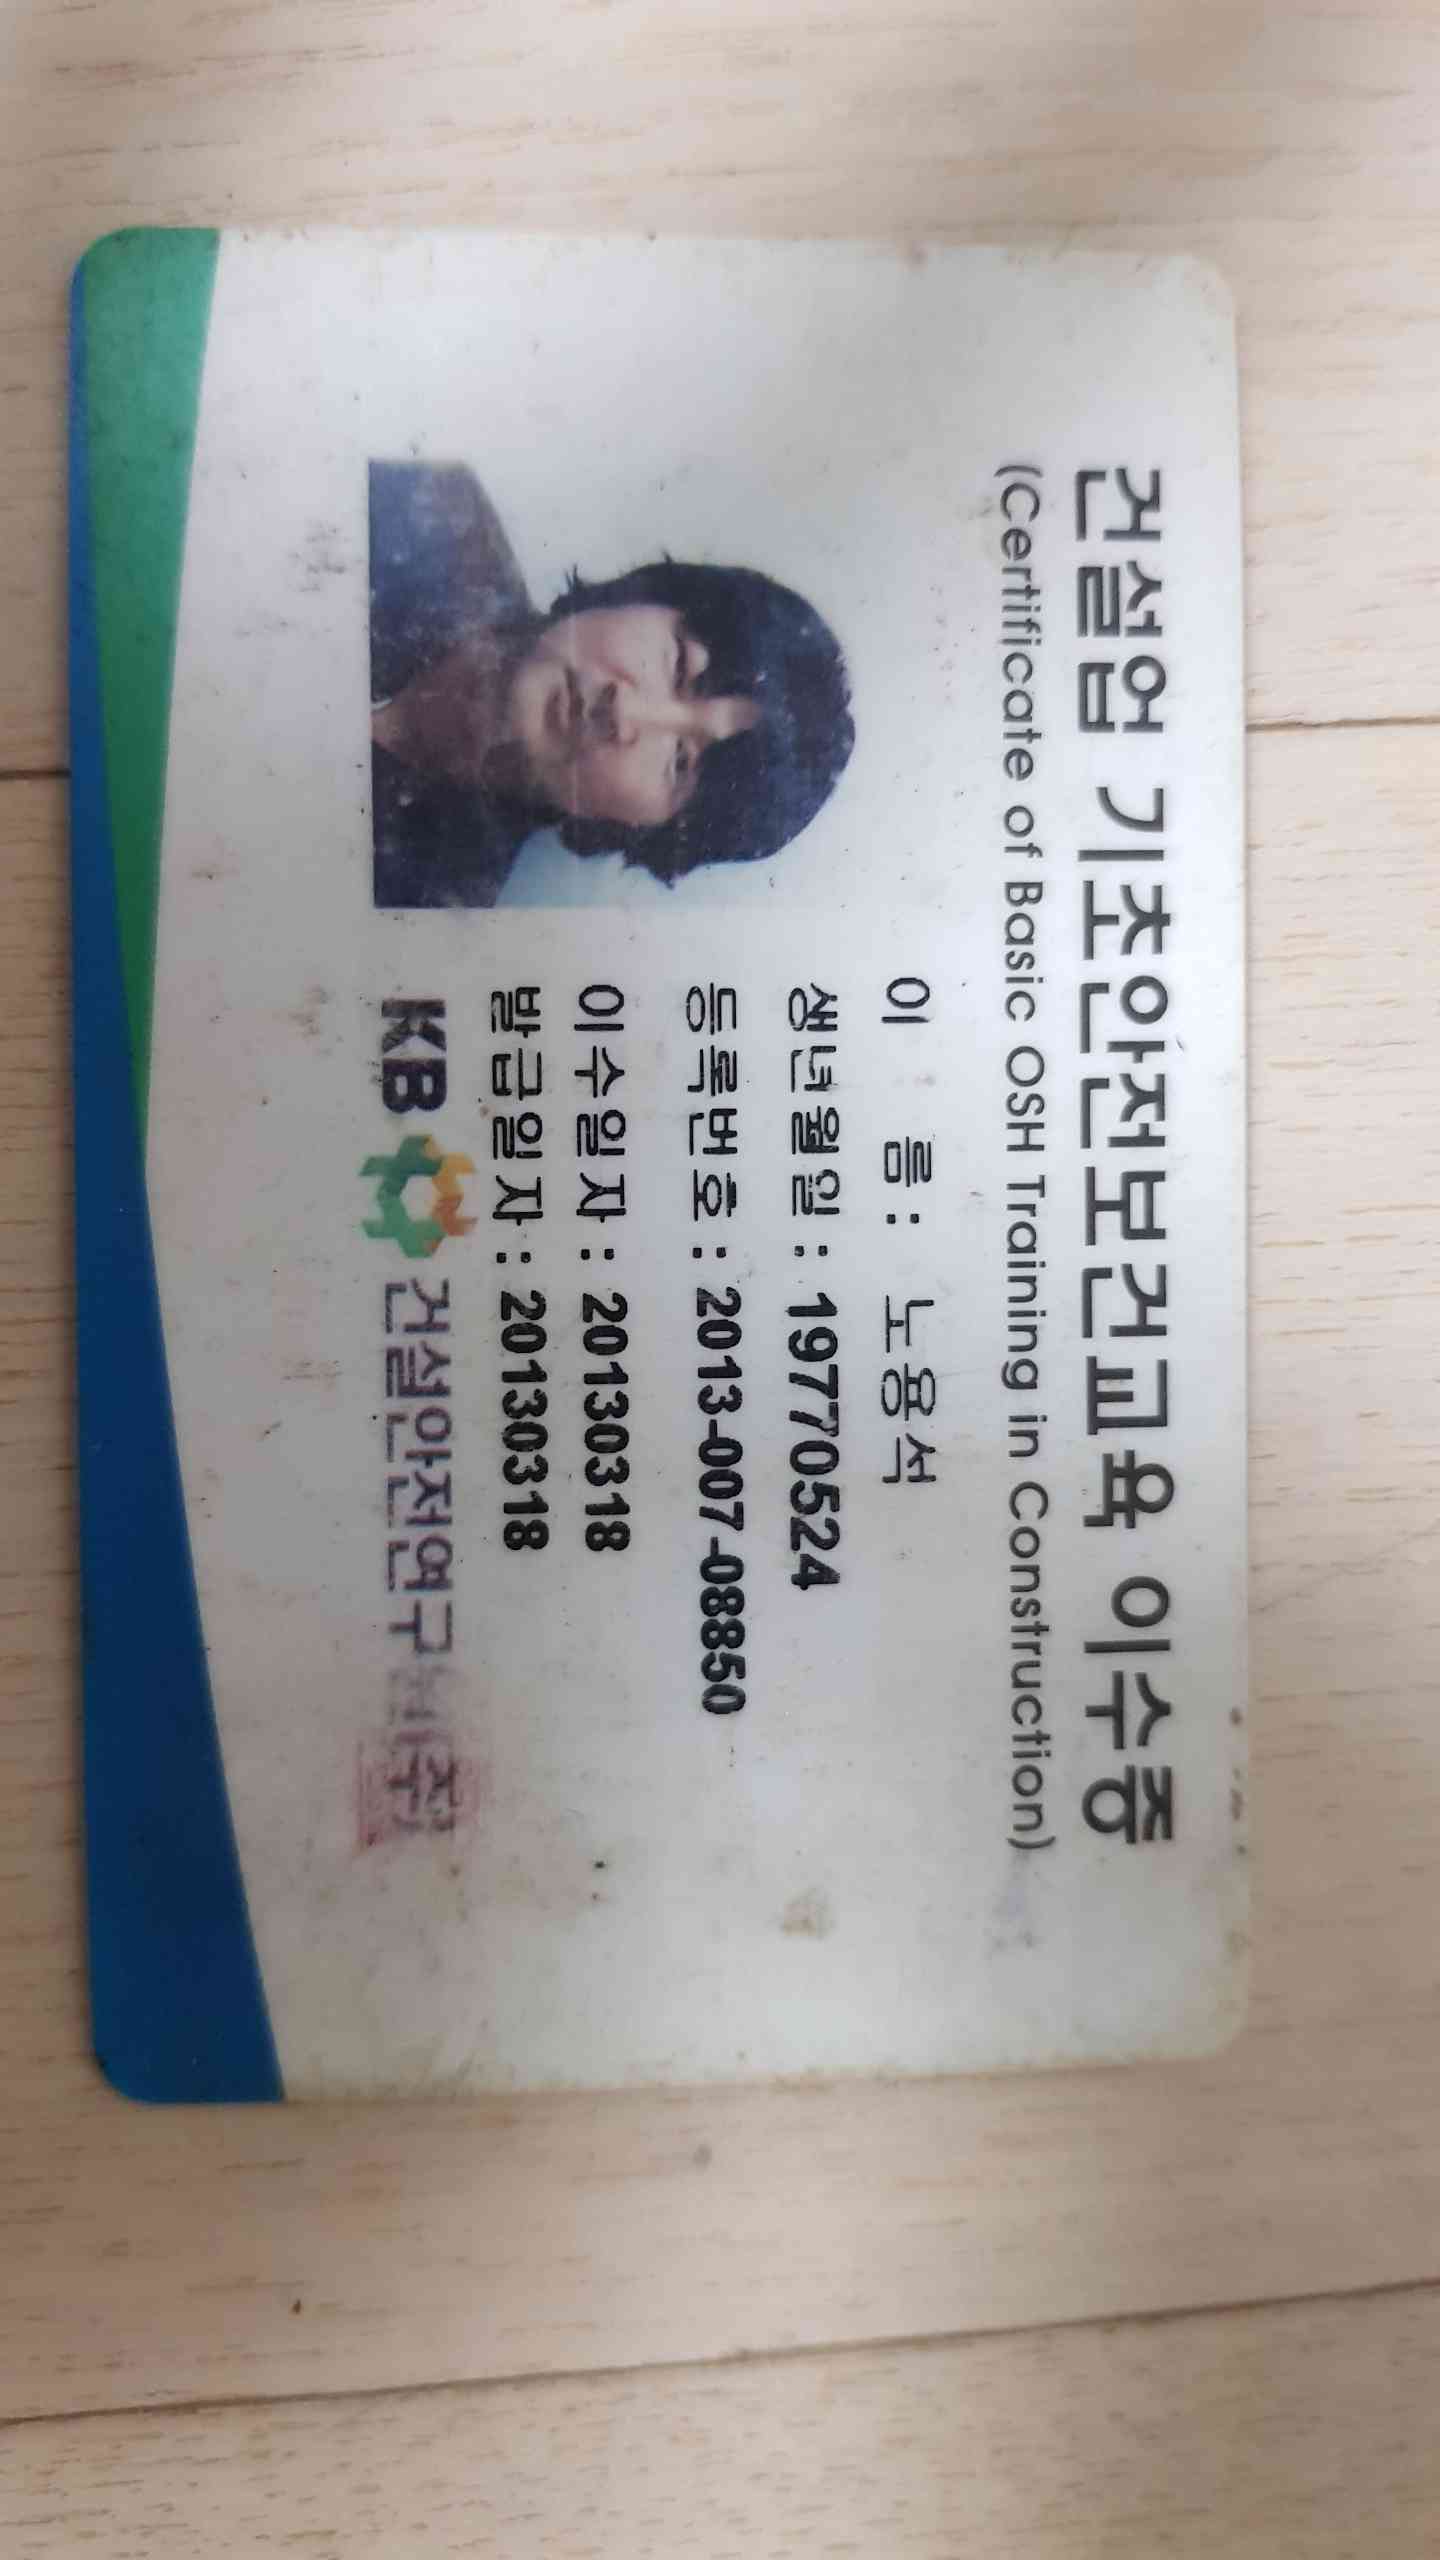 건설업 기초안전보건교육 이수증
(Certificate of Basic OSH Training in Construction)
이 름 : 노용석
생년월일 : 19770524
등록번호 : 2013-007-08850
이수일자 : 20130318
발급일자 : 20130318
KB 건설안전연구 (주)